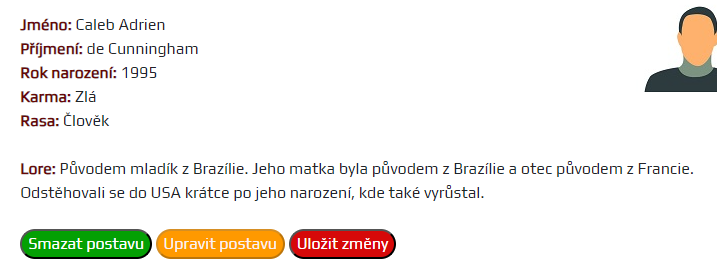 Jméno: Caleb Adrien
Příjmení: de Cunningham
Rok narození: 1995
Karma: Zlá
Rasa: Člověk
Lore: Původem mladík z Brazílie. Jeho matka byla původem z Brazílie a otec původem z Francie.
Odstěhovali se do USA krátce po jeho narození, kde také vyrůstal.
Smazat postavu Upravit postavu Uložit změny